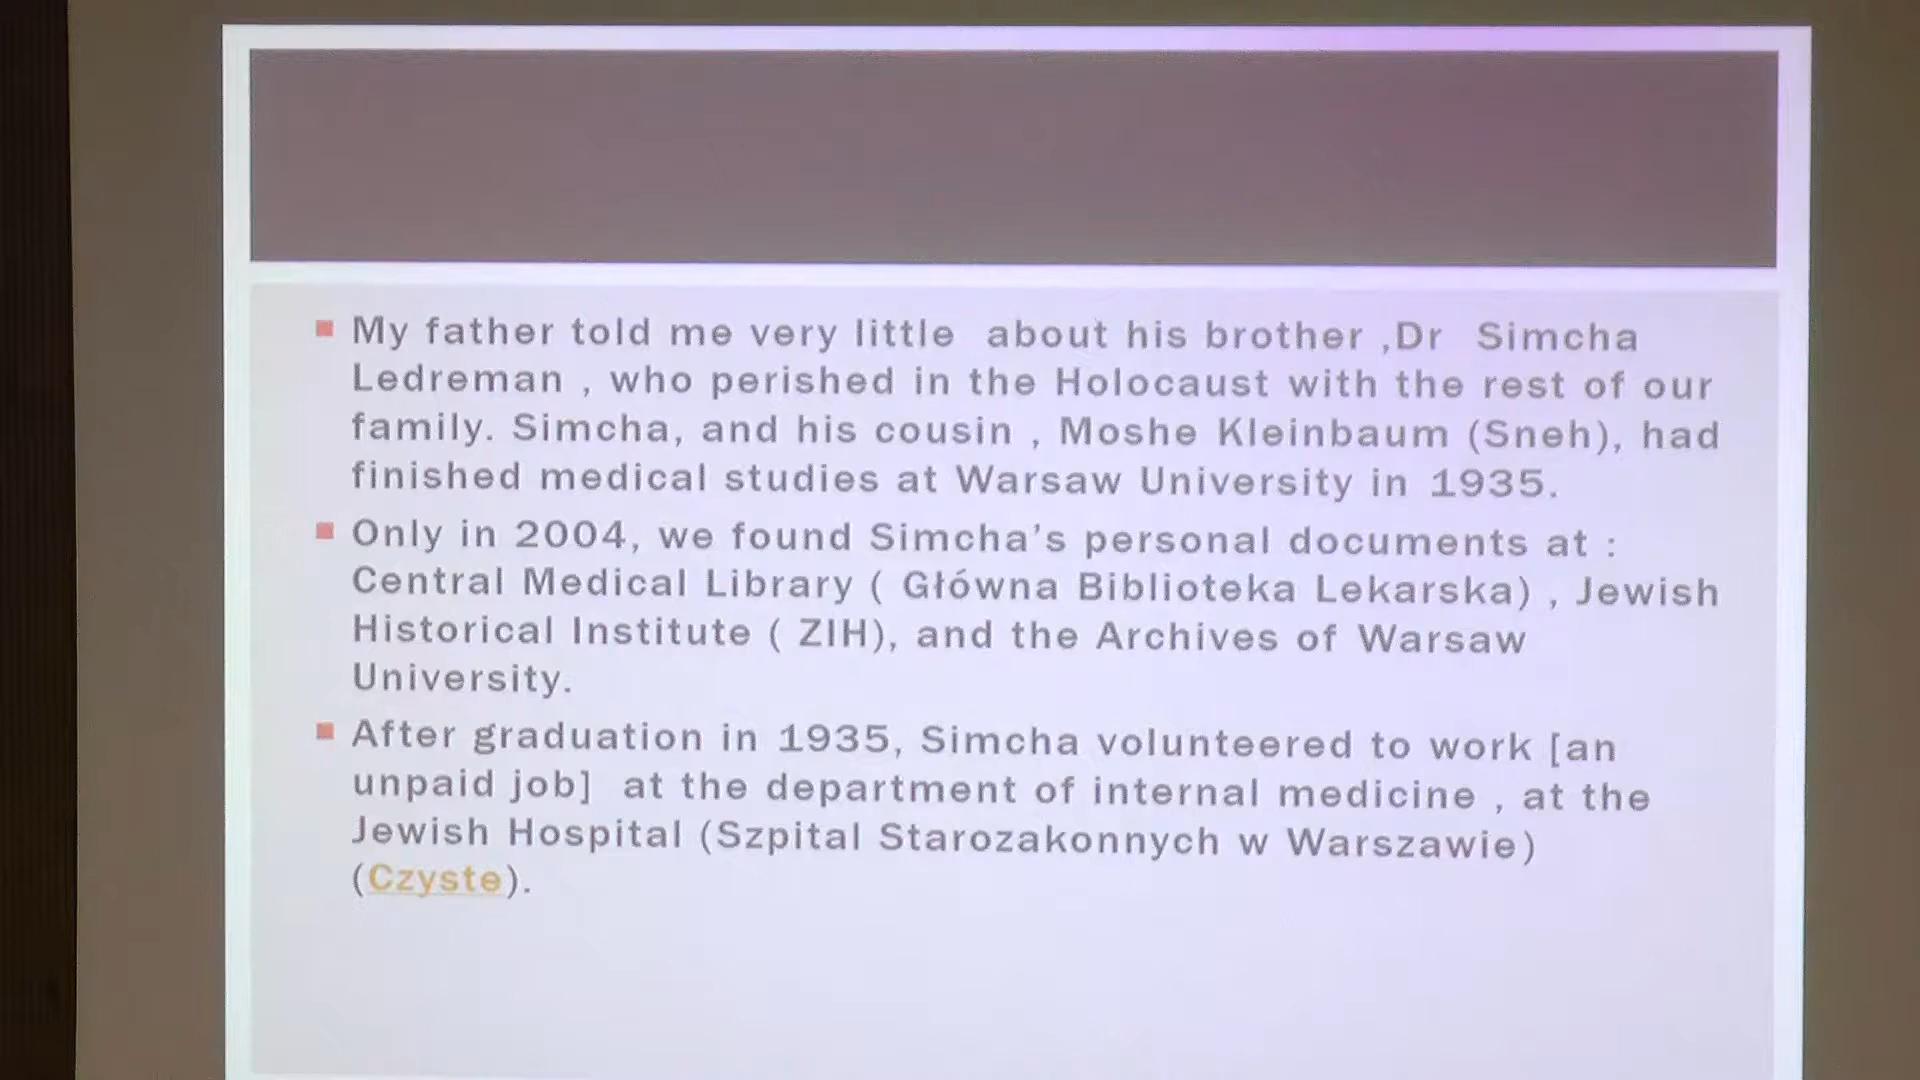 My father told me very little  about his brother ,Dr  Simcha
Ledreman , who perished in the Holocaust with the rest of our
family. Simcha, and his cousin , Moshe Kleinbaum (Sneh), had
finished medical studies at Warsaw University in 1935.
Only in 2004, we found Simcha’s personal documents at :
Central Medical Library ( Główna Biblioteka Lekarska) , Jewish
Historical Institute ( ZIH), and the Archives of Warsaw
University.
After graduation in 1935, Simcha volunteered to work [an
unpaid job]  at the department of internal medicine , at the
Jewish Hospital (Szpital Starozakonnych w Warszawie)
(Czyste).